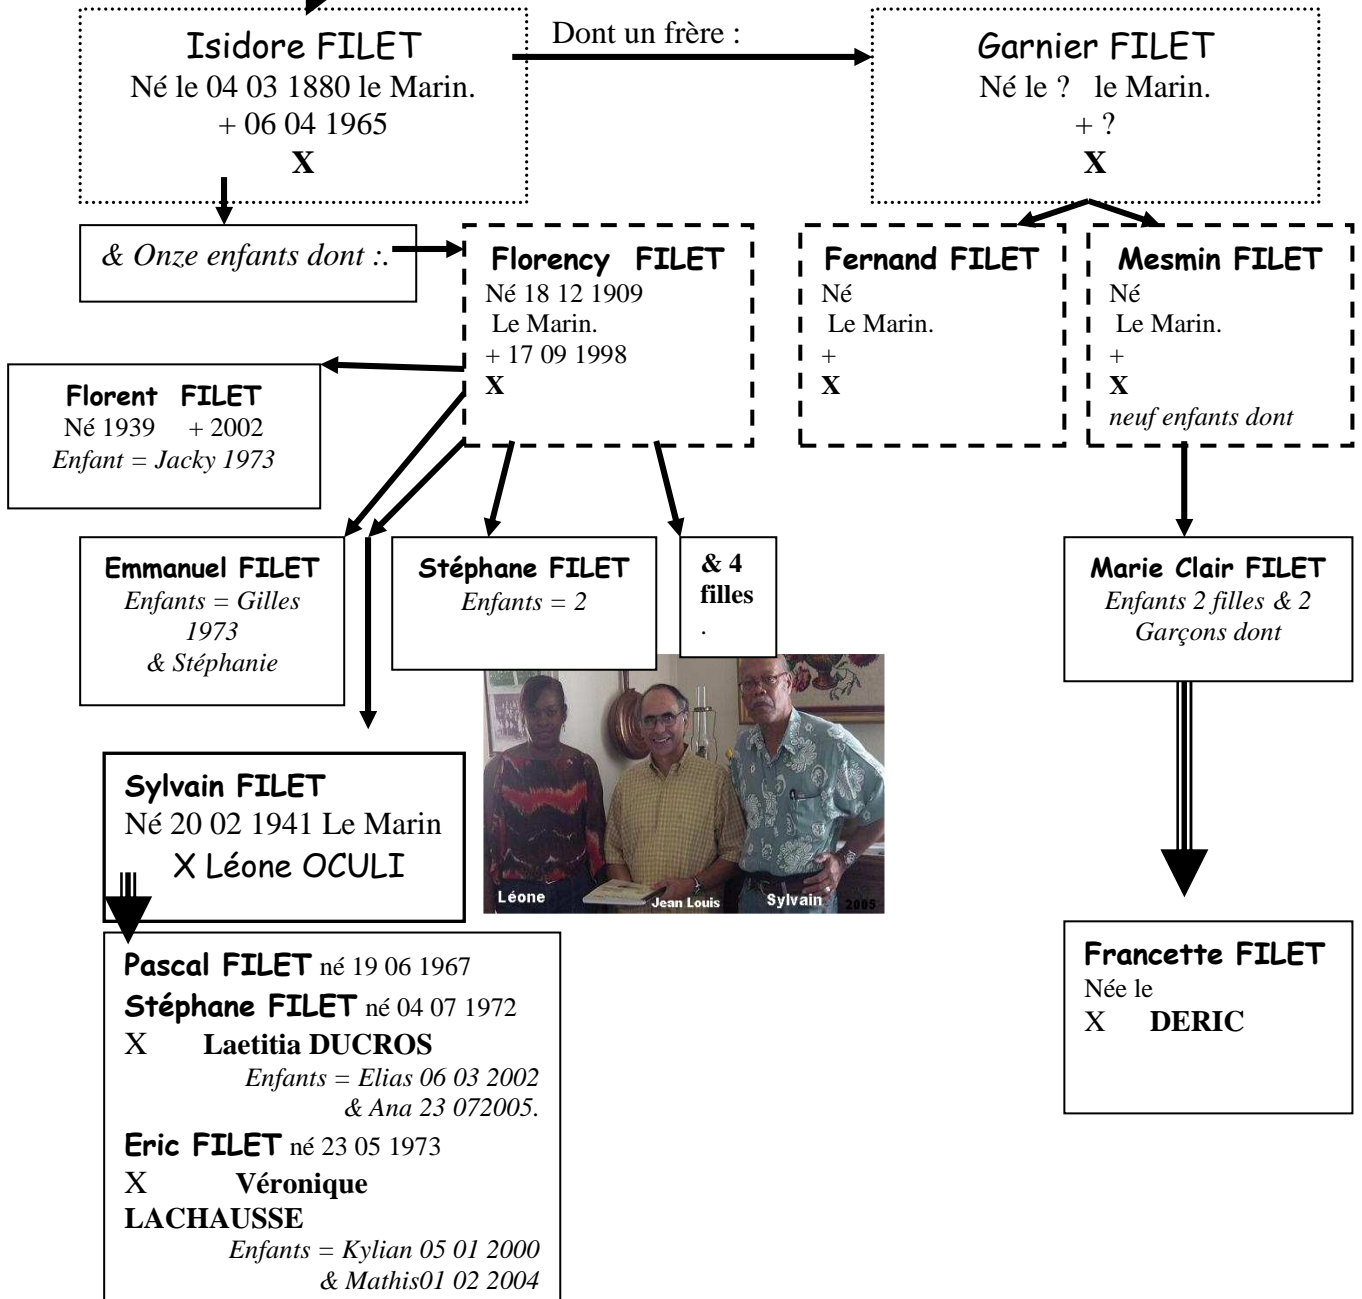 Isidore FILET
Né le 04 03 1880 le Marin.
+ 06 04 1965
X
Dont un frère :
Garnier FILET
Né le ? le Marin.
+ ?
X
& Onze enfants dont :.
Florency FILET
Né 18 12 1909
Le Marin.
+ 17 09 1998
X
Fernand FILET
Né
Le Marin.
+
X
Mesmin FILET
Né
Le Marin.
+
X
neuf enfants dont
Florent FILET
Né 1939 + 2002
Enfant = Jacky 1973
Emmanuel FILET
Enfants = Gilles
1973
& Stéphanie
Stéphane FILET
Enfants = 2
& 4
filles
.
Marie Clair FILET
Enfants 2 filles & 2
Garçons dont
Sylvain FILET
Né 20 02 1941 Le Marin
X Léone OCULI
Léone
Jean Louis
Sylvain
2005
Pascal FILET né 19 06 1967
Stéphane FILET né 04 07 1972
X Laetitia DUCROS
Enfants = Elias 06 03 2002
& Ana 23 072005.
Eric FILET né 23 05 1973
X Véronique
LACHAUSSE
Enfants = Kylian 05 01 2000
& Mathis01 02 2004
Francette FILET
Née le
X DERIC